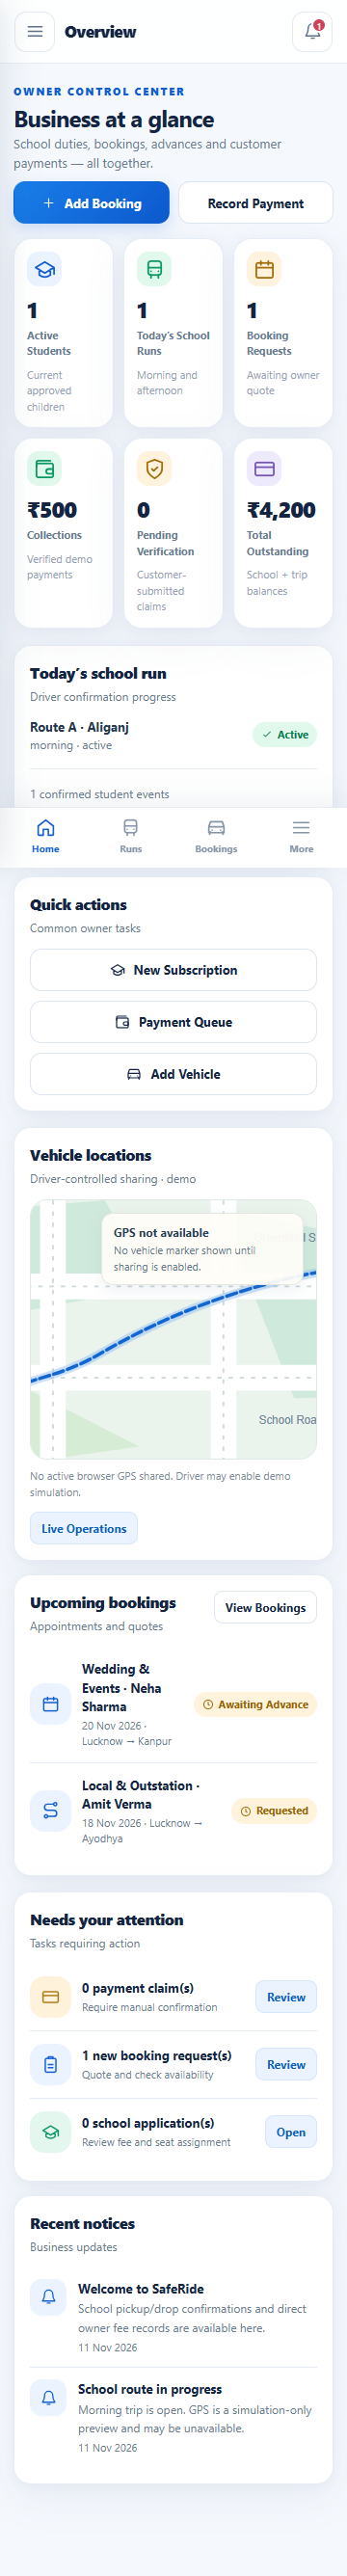 Overview
1
OWNER CONTROL CENTER
Business at a glance
School duties, bookings, advances and customer
payments — all together.
+ Add Booking
Record Payment
1
Active
Students
Current
approved
children
1
Today's School
Runs
Morning and
afternoon
1
Booking
Requests
Awaiting owner
quote
₹500
Collections
Verified demo
payments
0
Pending
Verification
Customer-
submitted
claims
₹4,200
Total
Outstanding
School + trip
balances
Today's school run
Driver confirmation progress
Route A · Aliganj
morning · active
Active
1 confirmed student events
Home
Runs
Bookings
More
Quick actions
Common owner tasks
New Subscription
Payment Queue
Add Vehicle
Vehicle locations
Driver-controlled sharing · demo
GPS not available
No vehicle marker shown until
sharing is enabled.
School Roa
No active browser GPS shared. Driver may enable demo
simulation.
Live Operations
Upcoming bookings
Appointments and quotes
View Bookings
Wedding &
Events · Neha
Sharma
20 Nov 2026 ·
Lucknow → Kanpur
Awaiting Advance
Local & Outstation ·
Amit Verma
18 Nov 2026 · Lucknow →
Ayodhya
Requested
Needs your attention
Tasks requiring action
0 payment claim(s)
Require manual confirmation
Review
1 new booking request(s)
Quote and check availability
Review
0 school application(s)
Review fee and seat assignment
Open
Recent notices
Business updates
Welcome to SafeRide
School pickup/drop confirmations and direct
owner fee records are available here.
11 Nov 2026
School route in progress
Morning trip is open. GPS is a simulation-only
preview and may be unavailable.
11 Nov 2026